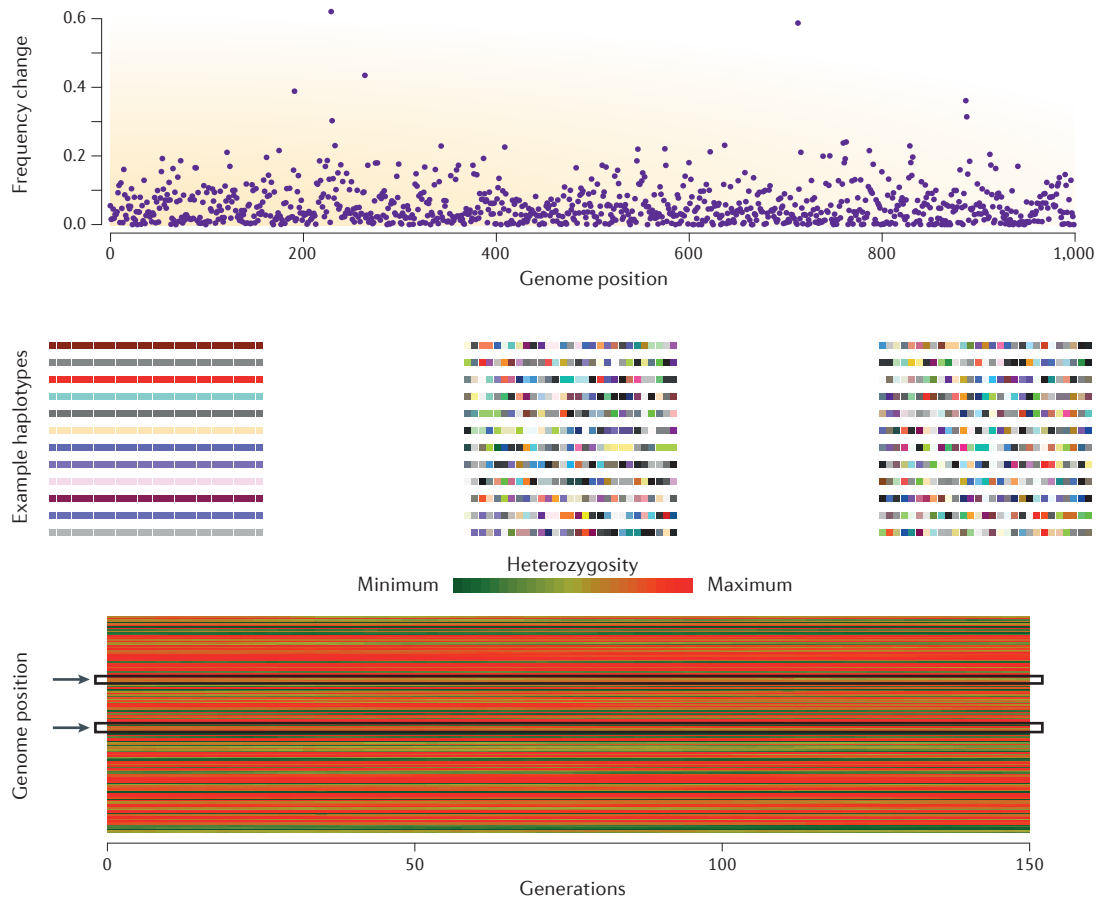 Frequency change
0.6
0.4
0.2
0.0
0 200 400 600 800 1,000
Genome position
Example haplotypes
Heterozygosity
Minimum Maximum
Genome position
0 50 100 150
Generations